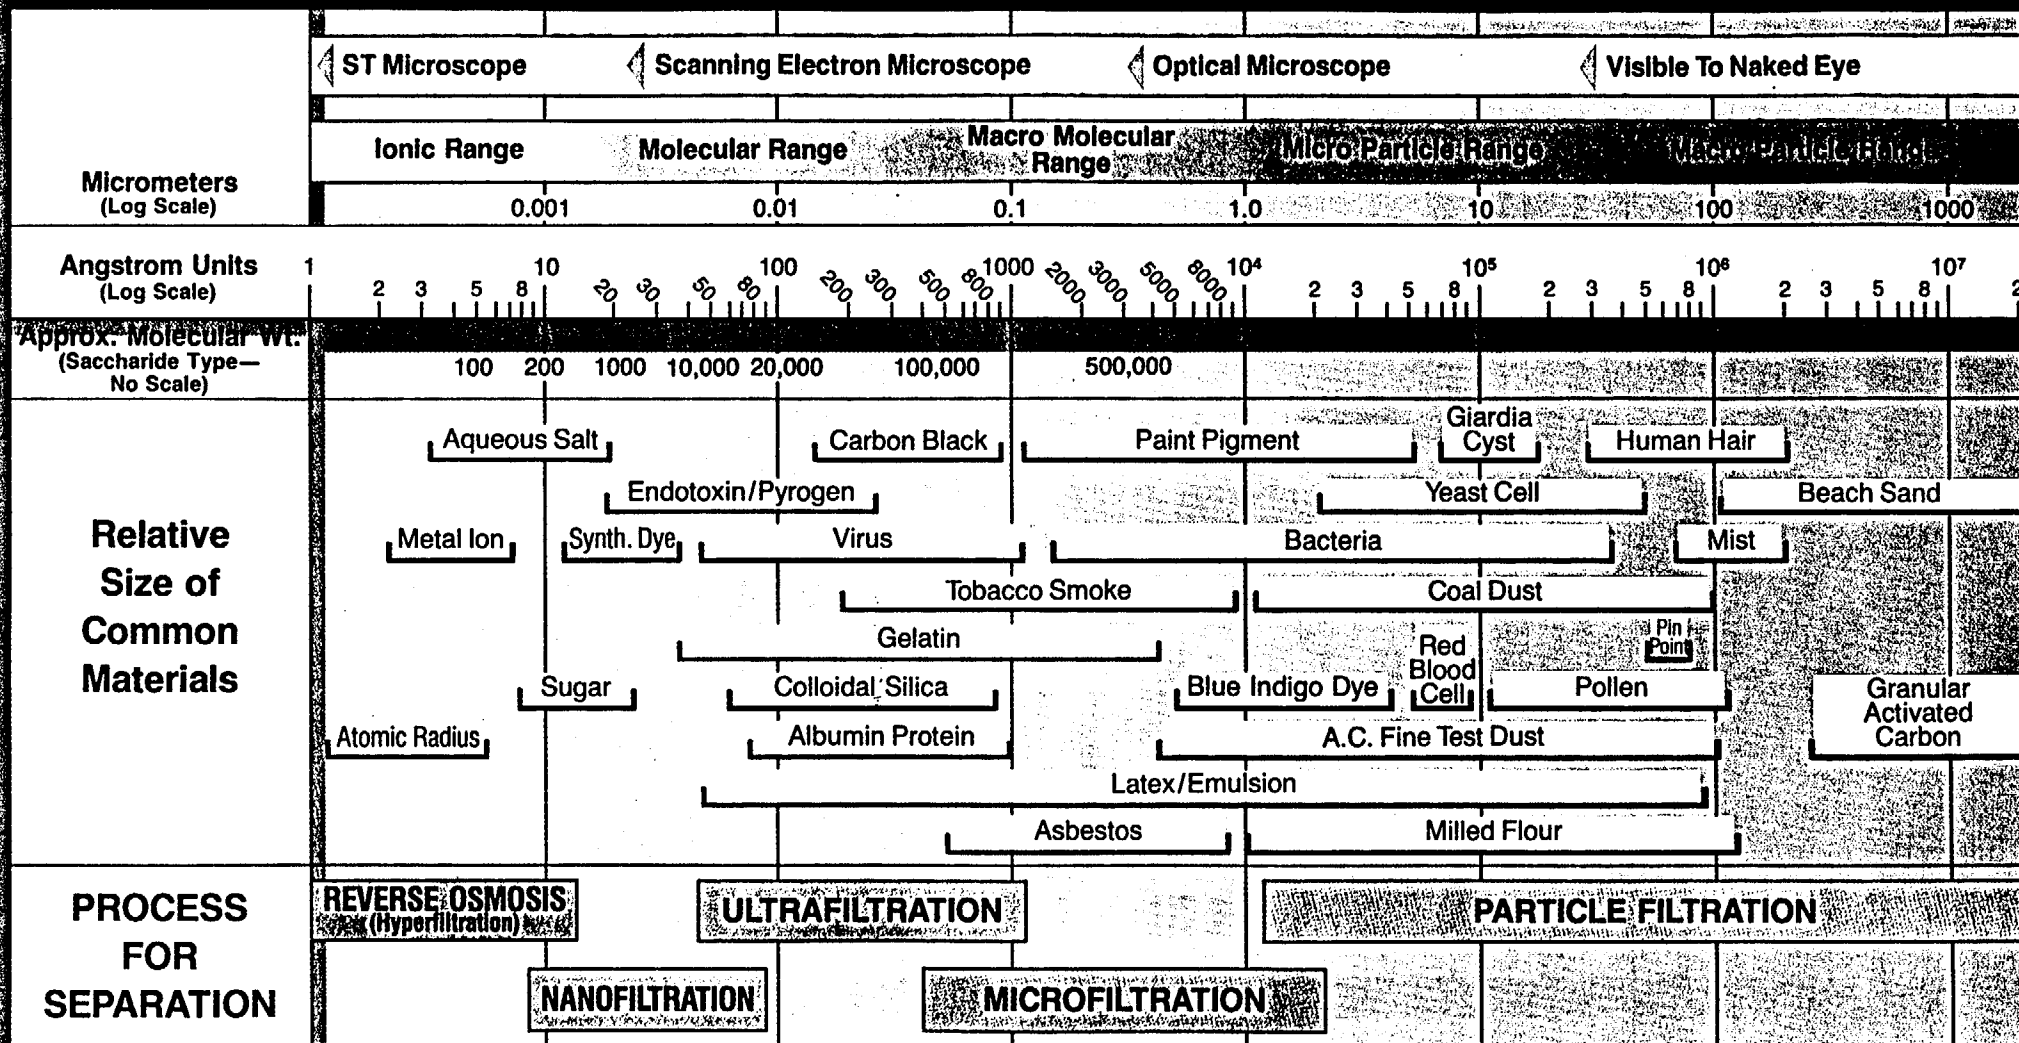 ST Microscope Scanning Electron Microscope Optical Microscope Visible To Naked Eye
Ionic Range Molecular Range Macro Molecular Range Micro Particle Range Macro Particle Range
Micrometers
(Log Scale)
0.001 0.01 0.1 1.0 10 100 1000
Angstrom Units
(Log Scale)
1 10 100 1000 10⁴ 10⁵ 10⁶ 10⁷
2 3 5 8 20 30 50 80 200 300 500 800 2000 3000 5000 8000 2 3 5 8 2 3 5 8 2 3 5 8 2
Approx. Molecular Wt.
(Saccharide Type—
No Scale)
100 200 1000 10,000 20,000 100,000 500,000
Relative
Size of
Common
Materials
Aqueous Salt Carbon Black Paint Pigment Giardia Cyst Human Hair
Endotoxin/Pyrogen Yeast Cell Beach Sand
Metal Ion Synth. Dye Virus Bacteria Mist
Tobacco Smoke Coal Dust
Gelatin Pin Point
Sugar Colloidal Silica Blue Indigo Dye Red Blood Cell Pollen Granular Activated Carbon
Atomic Radius Albumin Protein A.C. Fine Test Dust
Latex/Emulsion
Asbestos Milled Flour
PROCESS
FOR
SEPARATION
REVERSE OSMOSIS
(Hyperfiltration)
ULTRAFILTRATION PARTICLE FILTRATION
NANOFILTRATION MICROFILTRATION